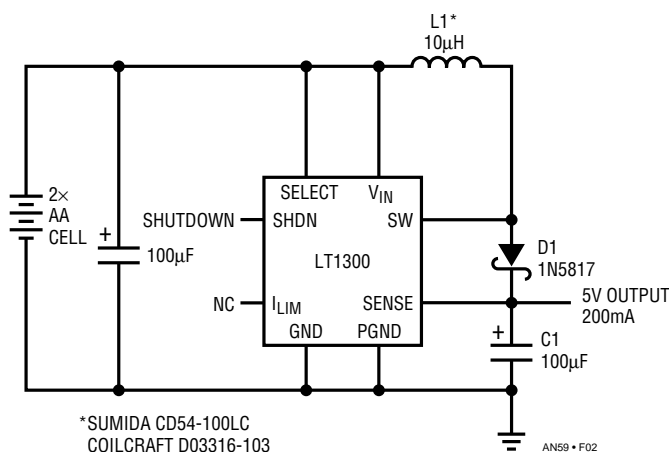 L1*
10µH
2×
AA
CELL
+
100µF
SHUTDOWN
NC
SELECT
VIN
SHDN
SW
LT1300
ILIM
SENSE
GND
PGND
D1
1N5817
5V OUTPUT
200mA
+
C1
100µF
*SUMIDA CD54-100LC
COILCRAFT D03316-103
AN59 • F02